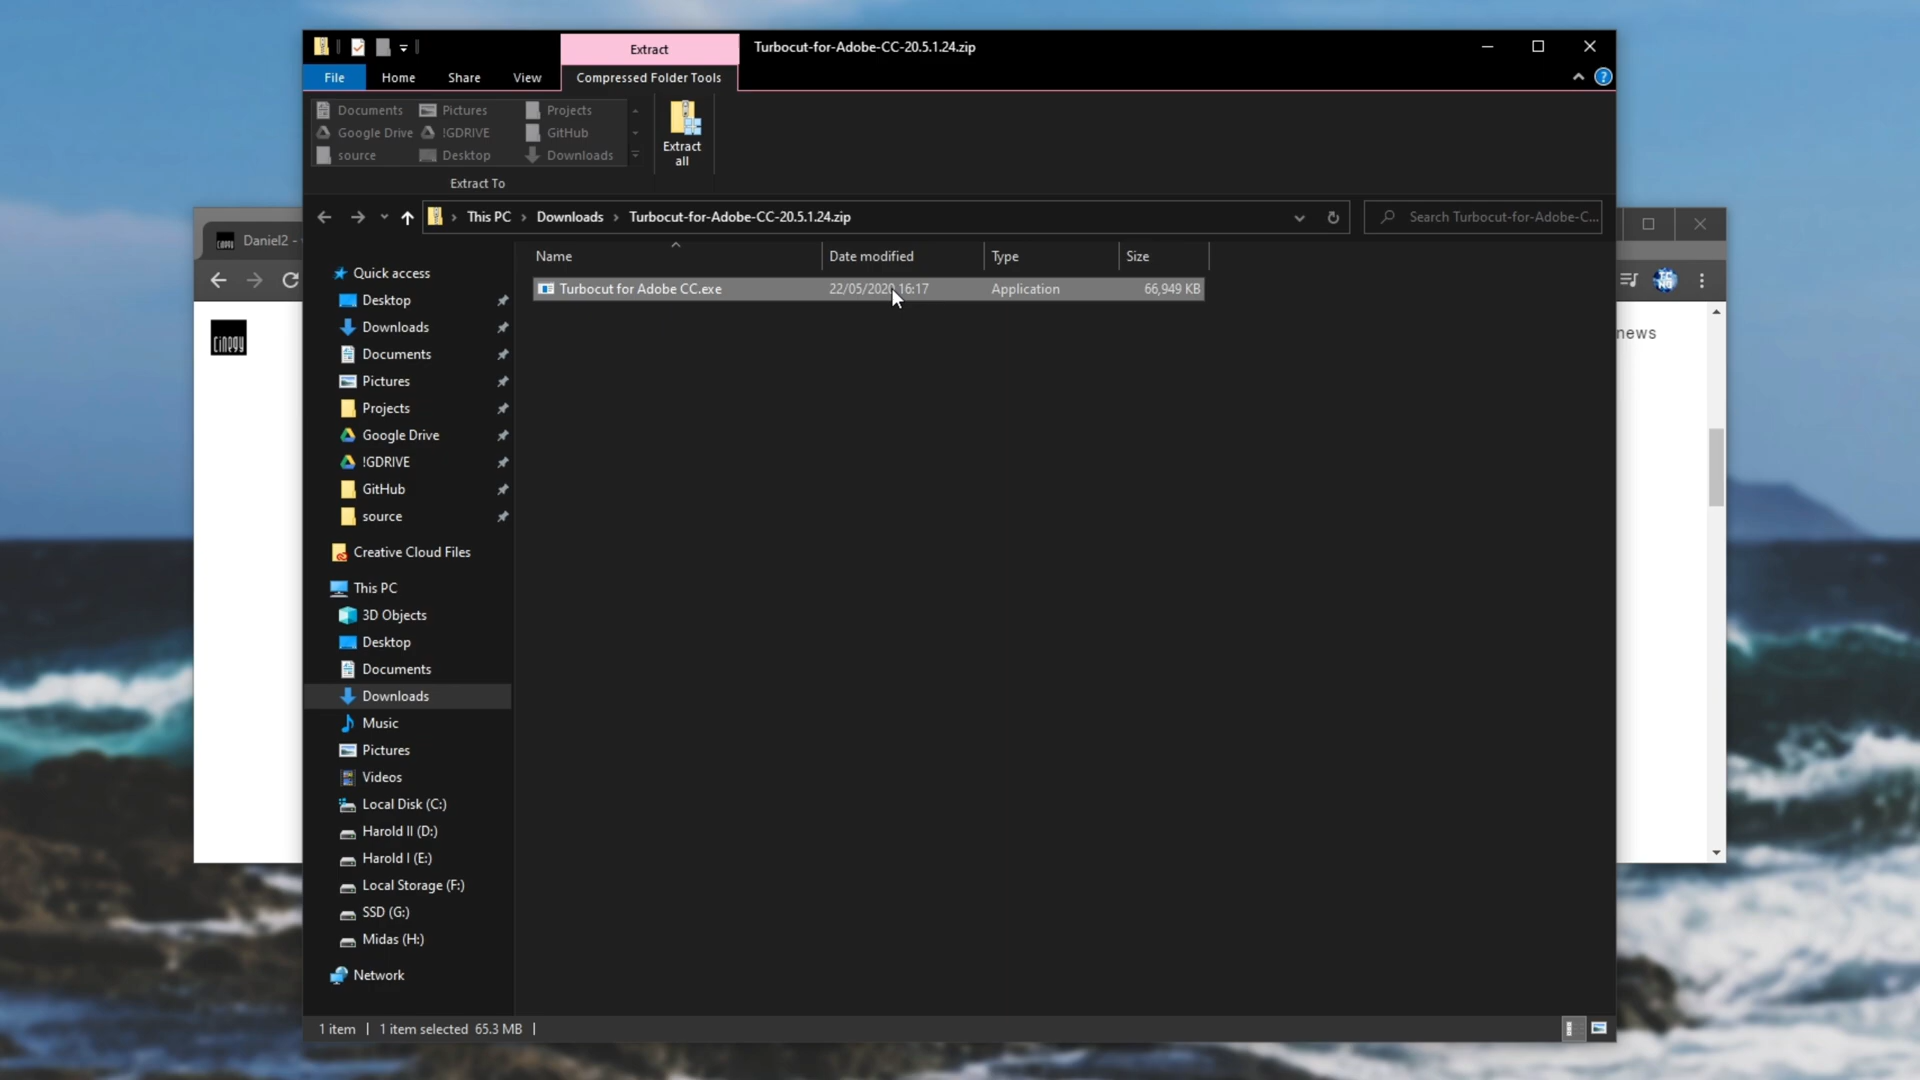 Extract
Turbocut-for-Adobe-CC-20.5.1.24.zip
File Home Share View Compressed Folder Tools
Documents Pictures Projects
Google Drive !GDRIVE GitHub
source Desktop Downloads
Extract all
Extract To
This PC Downloads Turbocut-for-Adobe-CC-20.5.1.24.zip
Search Turbocut-for-Adobe-C...
Daniel2 -
cinegy
news
Name Date modified Type Size
Turbocut for Adobe CC.exe 22/05/2020 16:17 Application 66,949 KB
Quick access
Desktop
Downloads
Documents
Pictures
Projects
Google Drive
!GDRIVE
GitHub
source
Creative Cloud Files
This PC
3D Objects
Desktop
Documents
Downloads
Music
Pictures
Videos
Local Disk (C:)
Harold II (D:)
Harold I (E:)
Local Storage (F:)
SSD (G:)
Midas (H:)
Network
1 item 1 item selected 65.3 MB